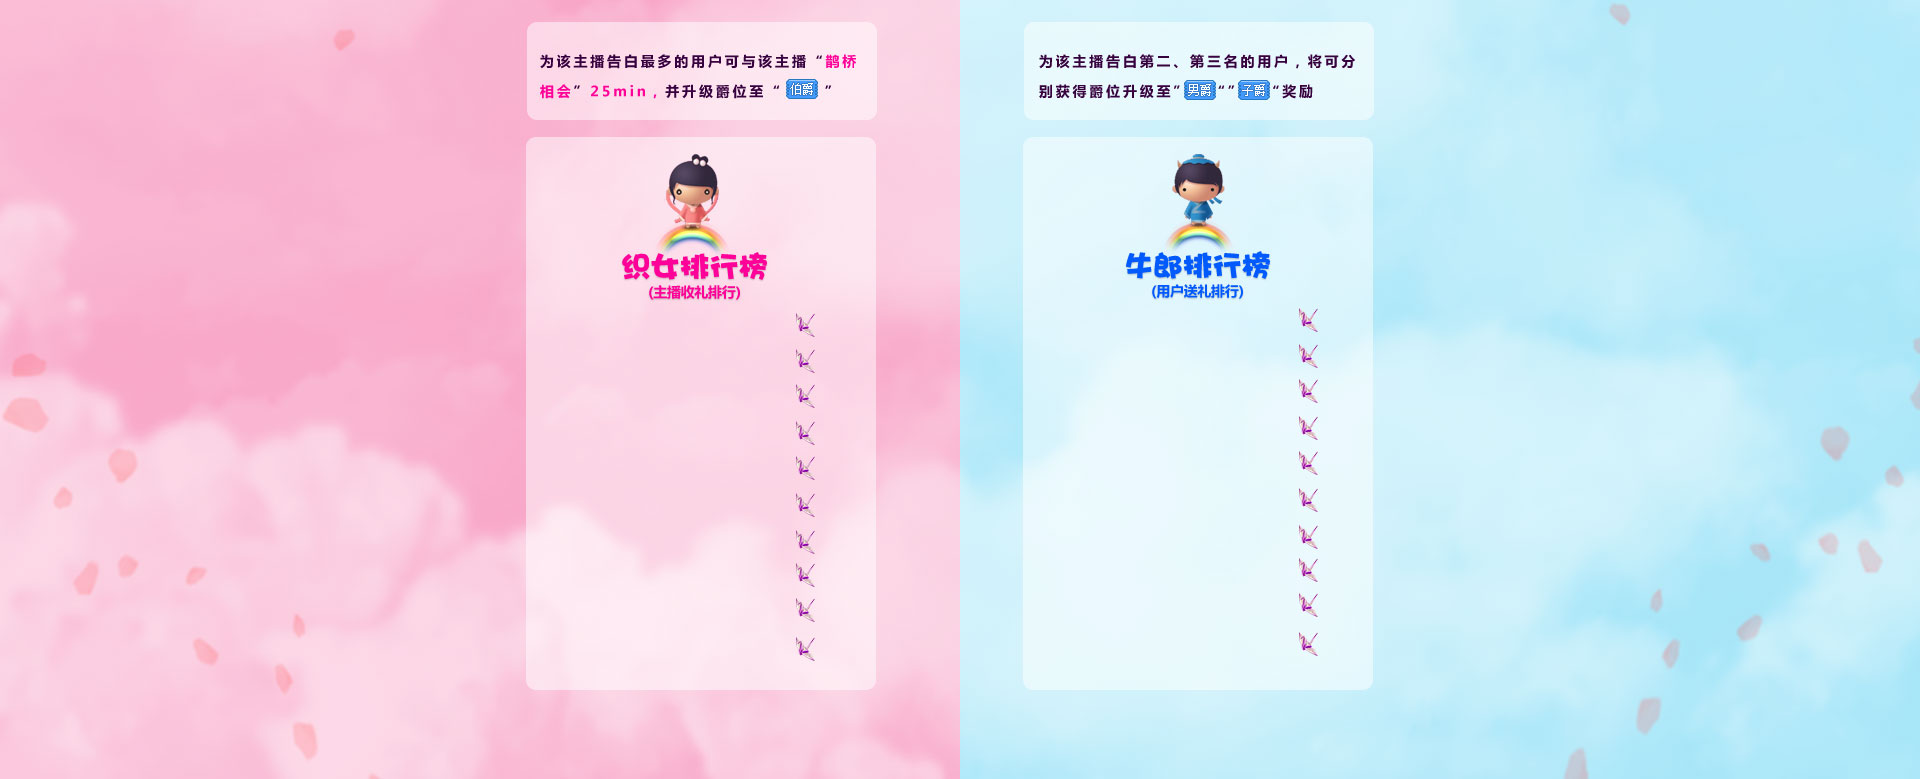 为该主播告白最多的用户可与该主播 “鹊桥
相会” 25min，并升级爵位至 “ 伯爵 ”
织女排行榜
(主播收礼排行)
为该主播告白第二、第三名的用户，将可分
别获得爵位升级至” 男爵 “” 子爵 “奖励
牛郎排行榜
(用户送礼排行)